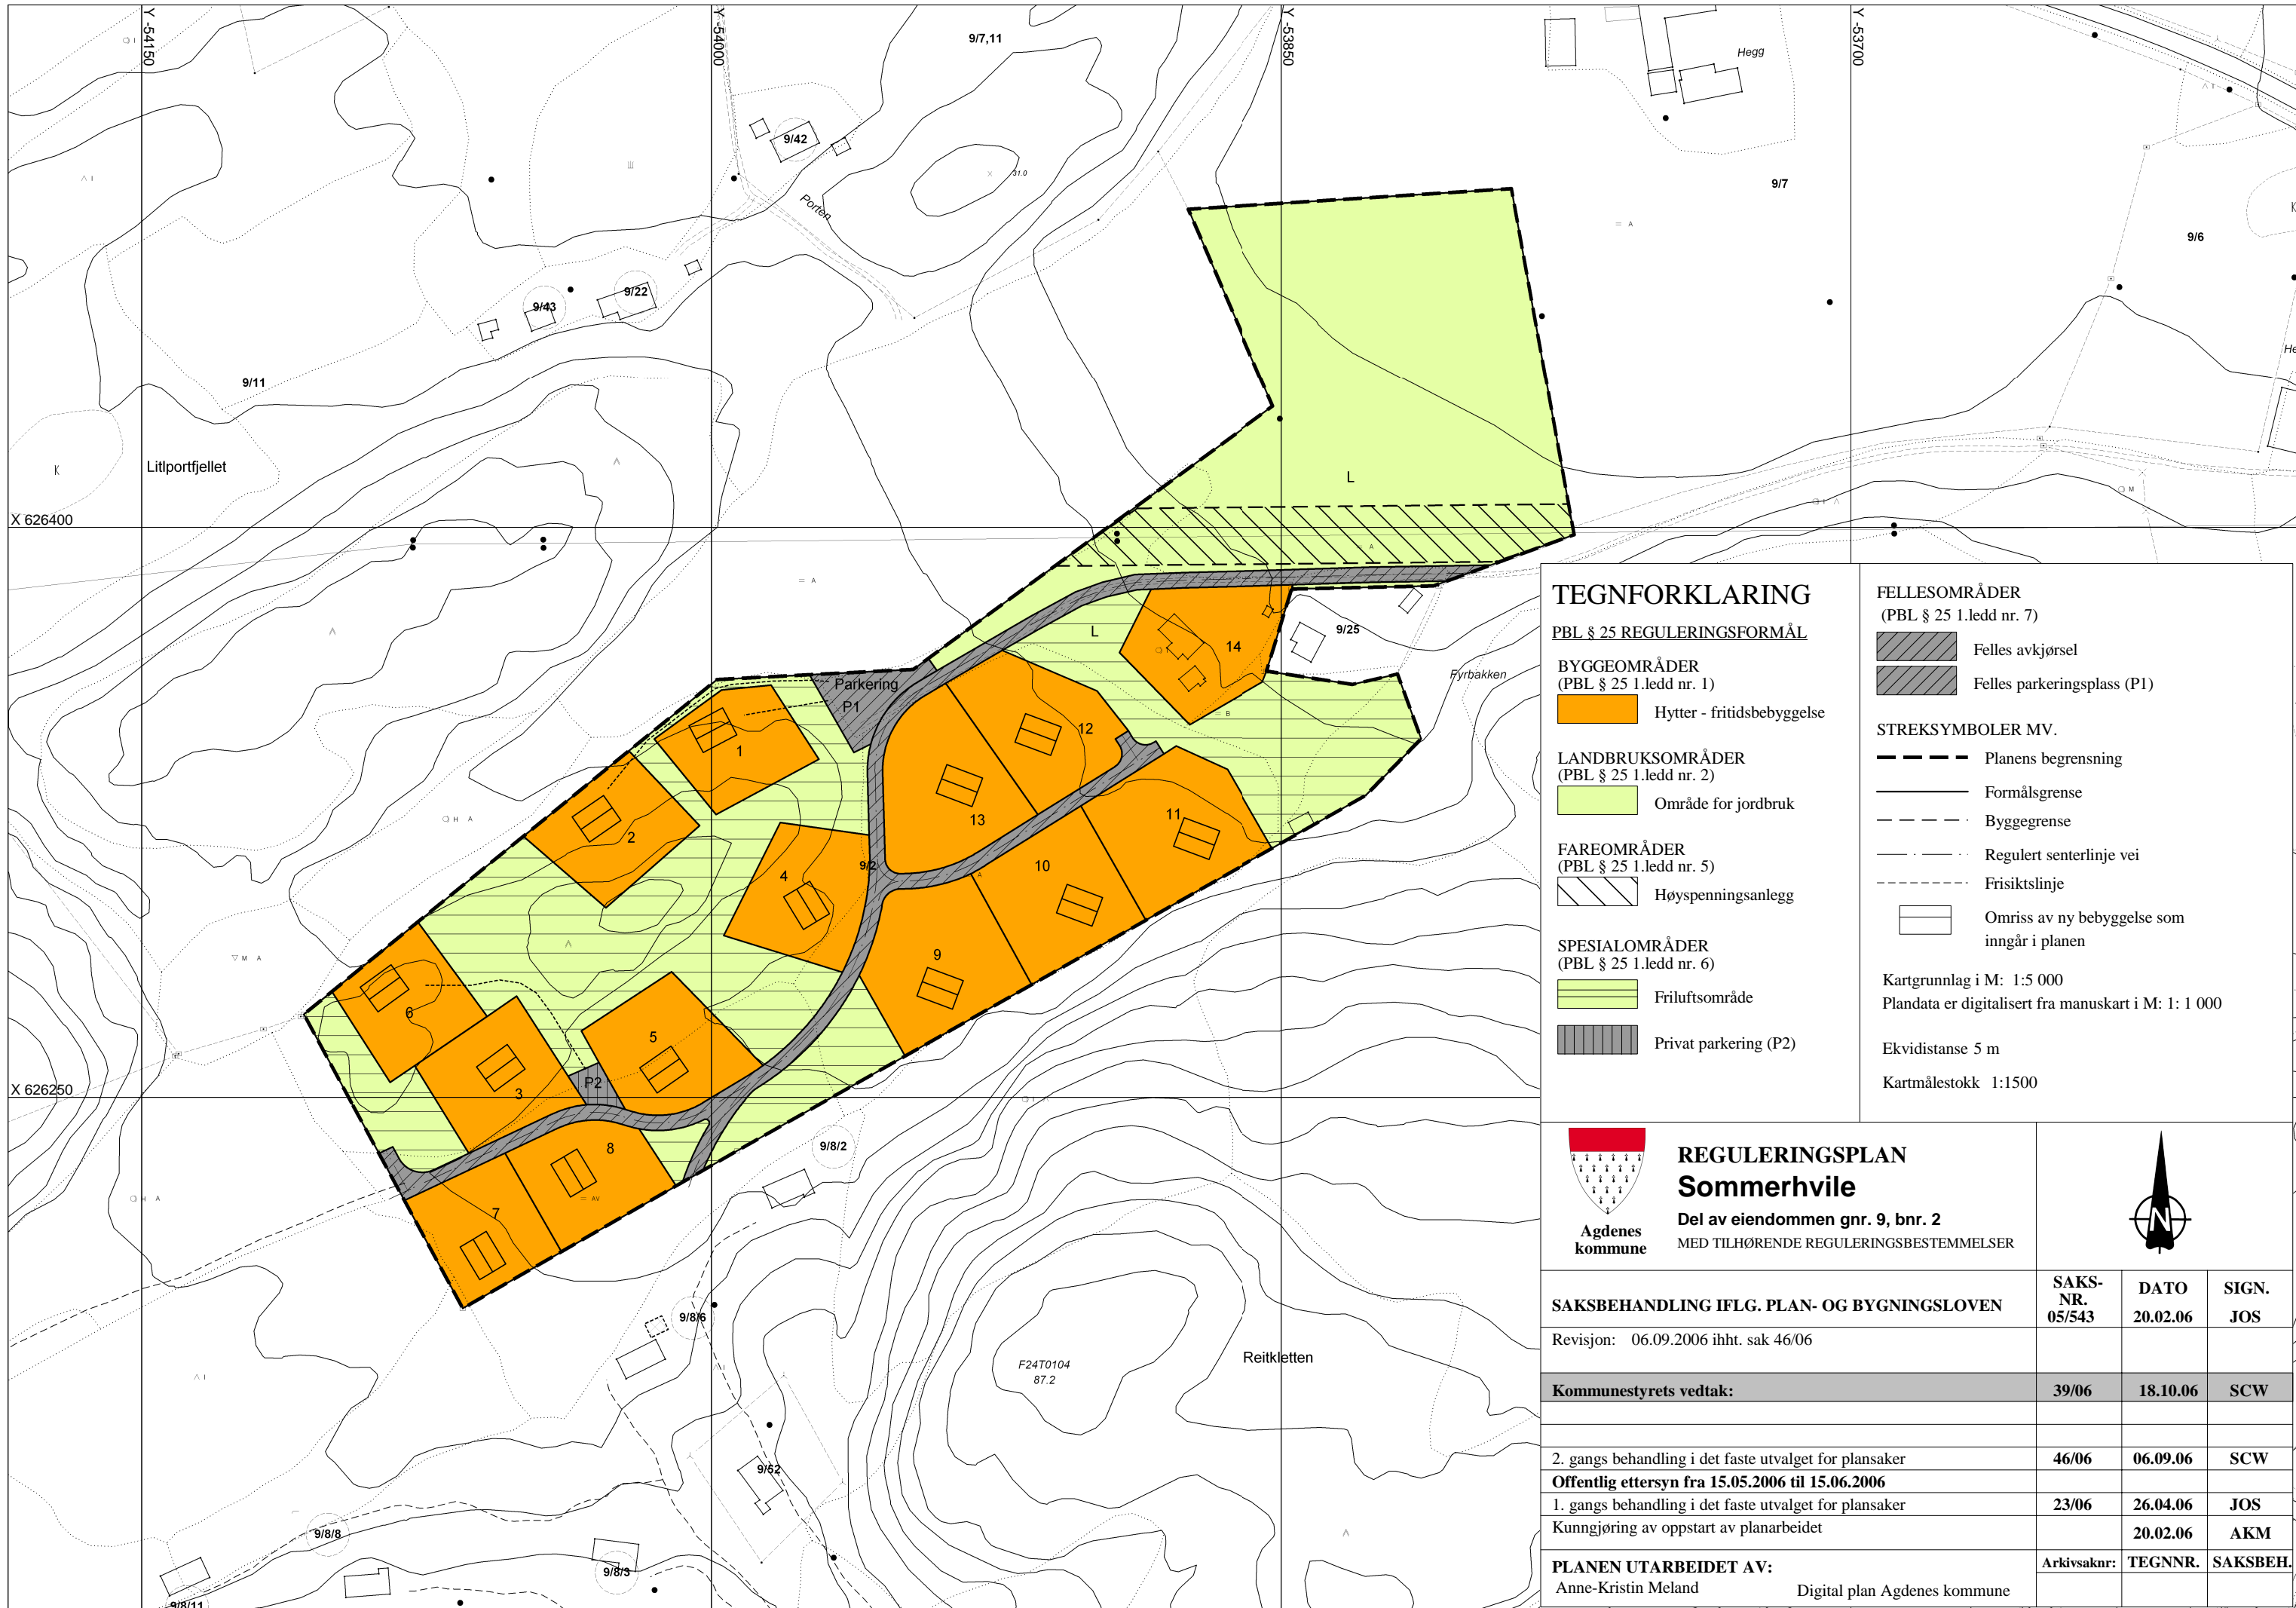 Y -54150
Y -54000
Y -53850
Y -53700
9/7,11
Hegg
9/42
31.0
Porten
9/7
9/6
9/22
9/43
9/11
K
K
Litlportfjellet
L
X 626400
L
14
9/25
Fyrbakken
Parkering
P1
12
1
13
11
2
9/2
4
10
9
6
5
P2
3
X 626250
8
7
9/8/2
9/8/6
F24T0104
87.2
Reitkletten
9/52
9/8/8
9/8/3
9/8/11
TEGNFORKLARING
PBL § 25 REGULERINGSFORMÅL
BYGGEOMRÅDER
(PBL § 25 1.ledd nr. 1)
Hytter - fritidsbebyggelse
LANDBRUKSOMRÅDER
(PBL § 25 1.ledd nr. 2)
Område for jordbruk
FAREOMRÅDER
(PBL § 25 1.ledd nr. 5)
Høyspenningsanlegg
SPESIALOMRÅDER
(PBL § 25 1.ledd nr. 6)
Friluftsområde
Privat parkering (P2)
FELLESOMRÅDER
(PBL § 25 1.ledd nr. 7)
Felles avkjørsel
Felles parkeringsplass (P1)
STREKSYMBOLER MV.
Planens begrensning
Formålsgrense
Byggegrense
Regulert senterlinje vei
Frisiktslinje
Omriss av ny bebyggelse som
inngår i planen
Kartgrunnlag i M: 1:5 000
Plandata er digitalisert fra manuskart i M: 1: 1 000
Ekvidistanse 5 m
Kartmålestokk 1:1500
Agdenes
kommune
REGULERINGSPLAN
Sommerhvile
Del av eiendommen gnr. 9, bnr. 2
MED TILHØRENDE REGULERINGSBESTEMMELSER
N
SAKSBEHANDLING IFLG. PLAN- OG BYGNINGSLOVEN
SAKS-
NR.
05/543
DATO
20.02.06
SIGN.
JOS
Revisjon: 06.09.2006 ihht. sak 46/06
Kommunestyrets vedtak: 39/06 18.10.06 SCW
2. gangs behandling i det faste utvalget for plansaker 46/06 06.09.06 SCW
Offentlig ettersyn fra 15.05.2006 til 15.06.2006
1. gangs behandling i det faste utvalget for plansaker 23/06 26.04.06 JOS
Kunngjøring av oppstart av planarbeidet 20.02.06 AKM
PLANEN UTARBEIDET AV: Arkivsaknr: TEGNNR. SAKSBEH.
Anne-Kristin Meland Digital plan Agdenes kommune